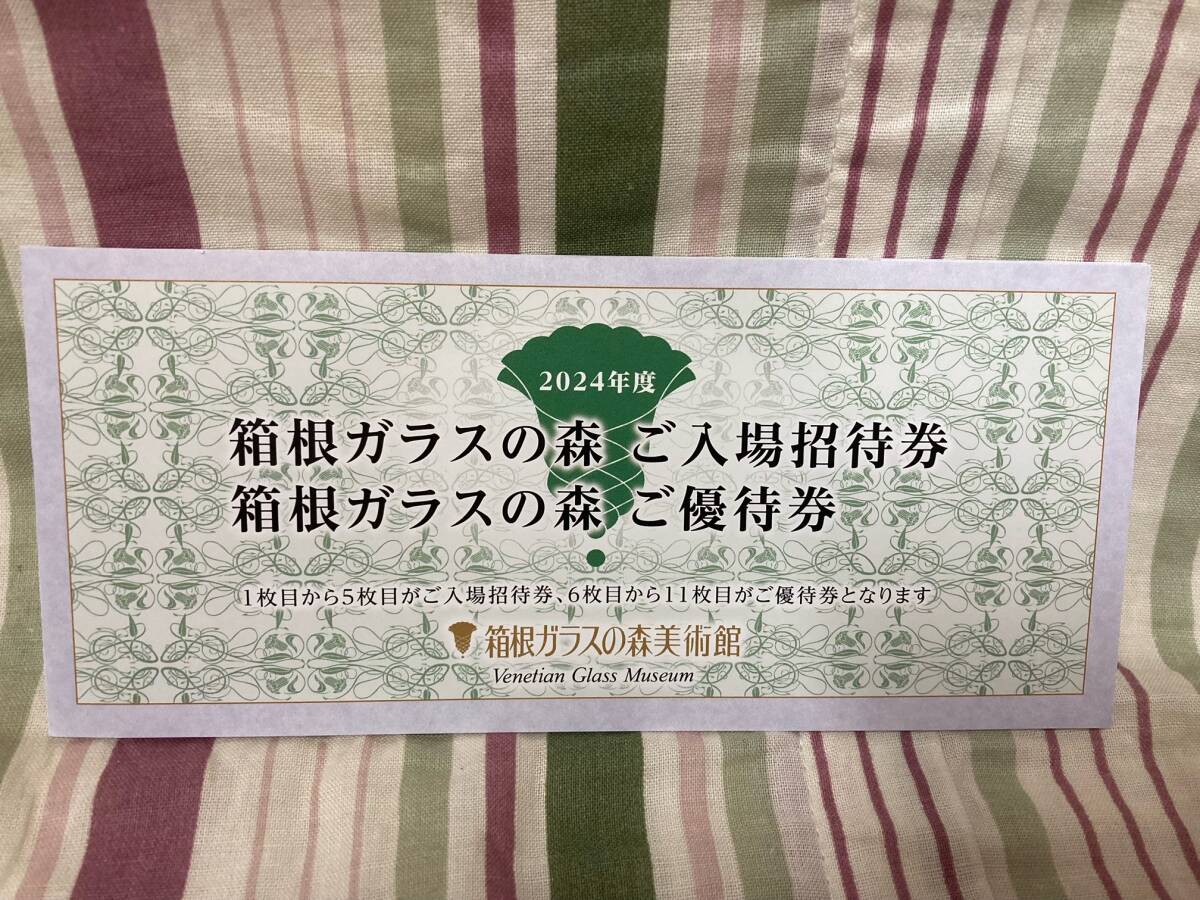 2024年度
箱根ガラスの森 ご入場招待券
箱根ガラスの森 ご優待券
1枚目から5枚目がご入場招待券、6枚目から11枚目がご優待券となります
箱根ガラスの森美術館
Venetian Glass Museum